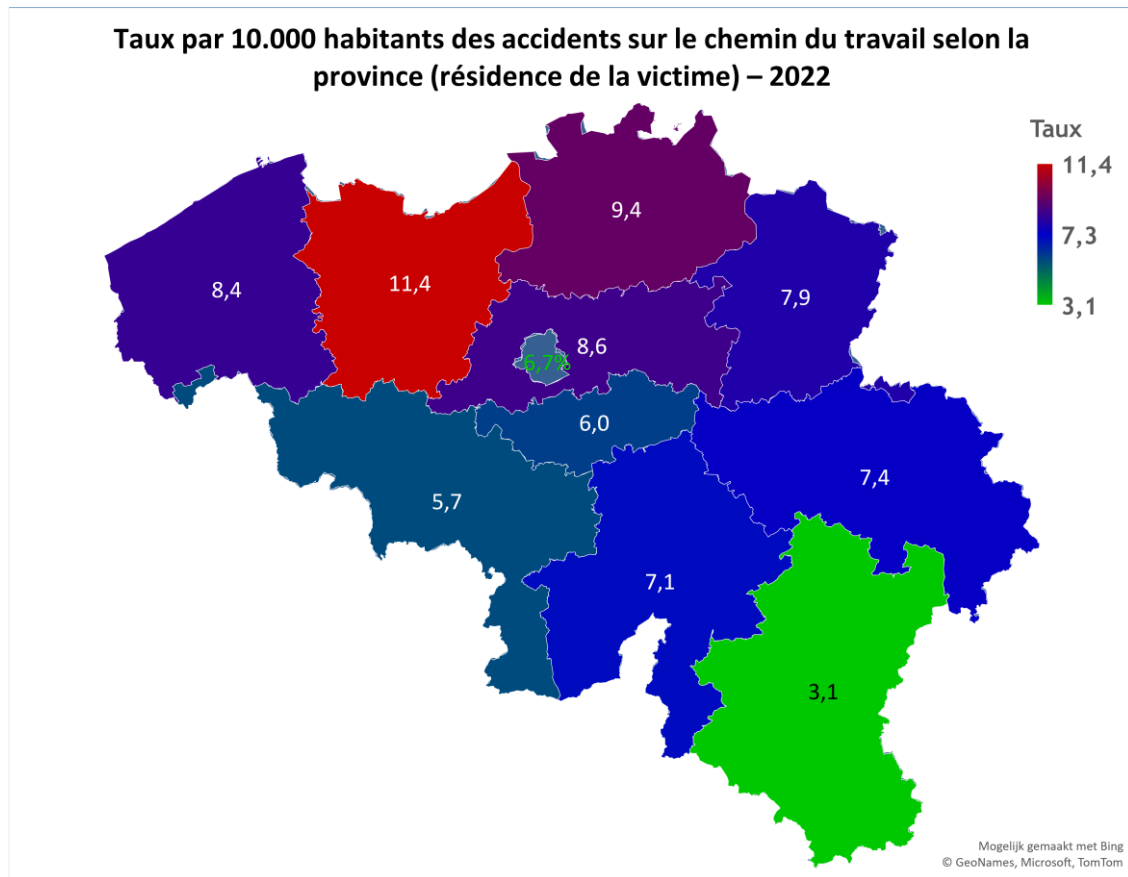 Taux par 10.000 habitants des accidents sur le chemin du travail selon la
province (résidence de la victime) – 2022
Taux
11,4
7,3
3,1
9,4
8,4
11,4
7,9
8,6
6,7%
6,0
7,4
5,7
7,1
3,1
Mogelijk gemaakt met Bing
© GeoNames, Microsoft, TomTom